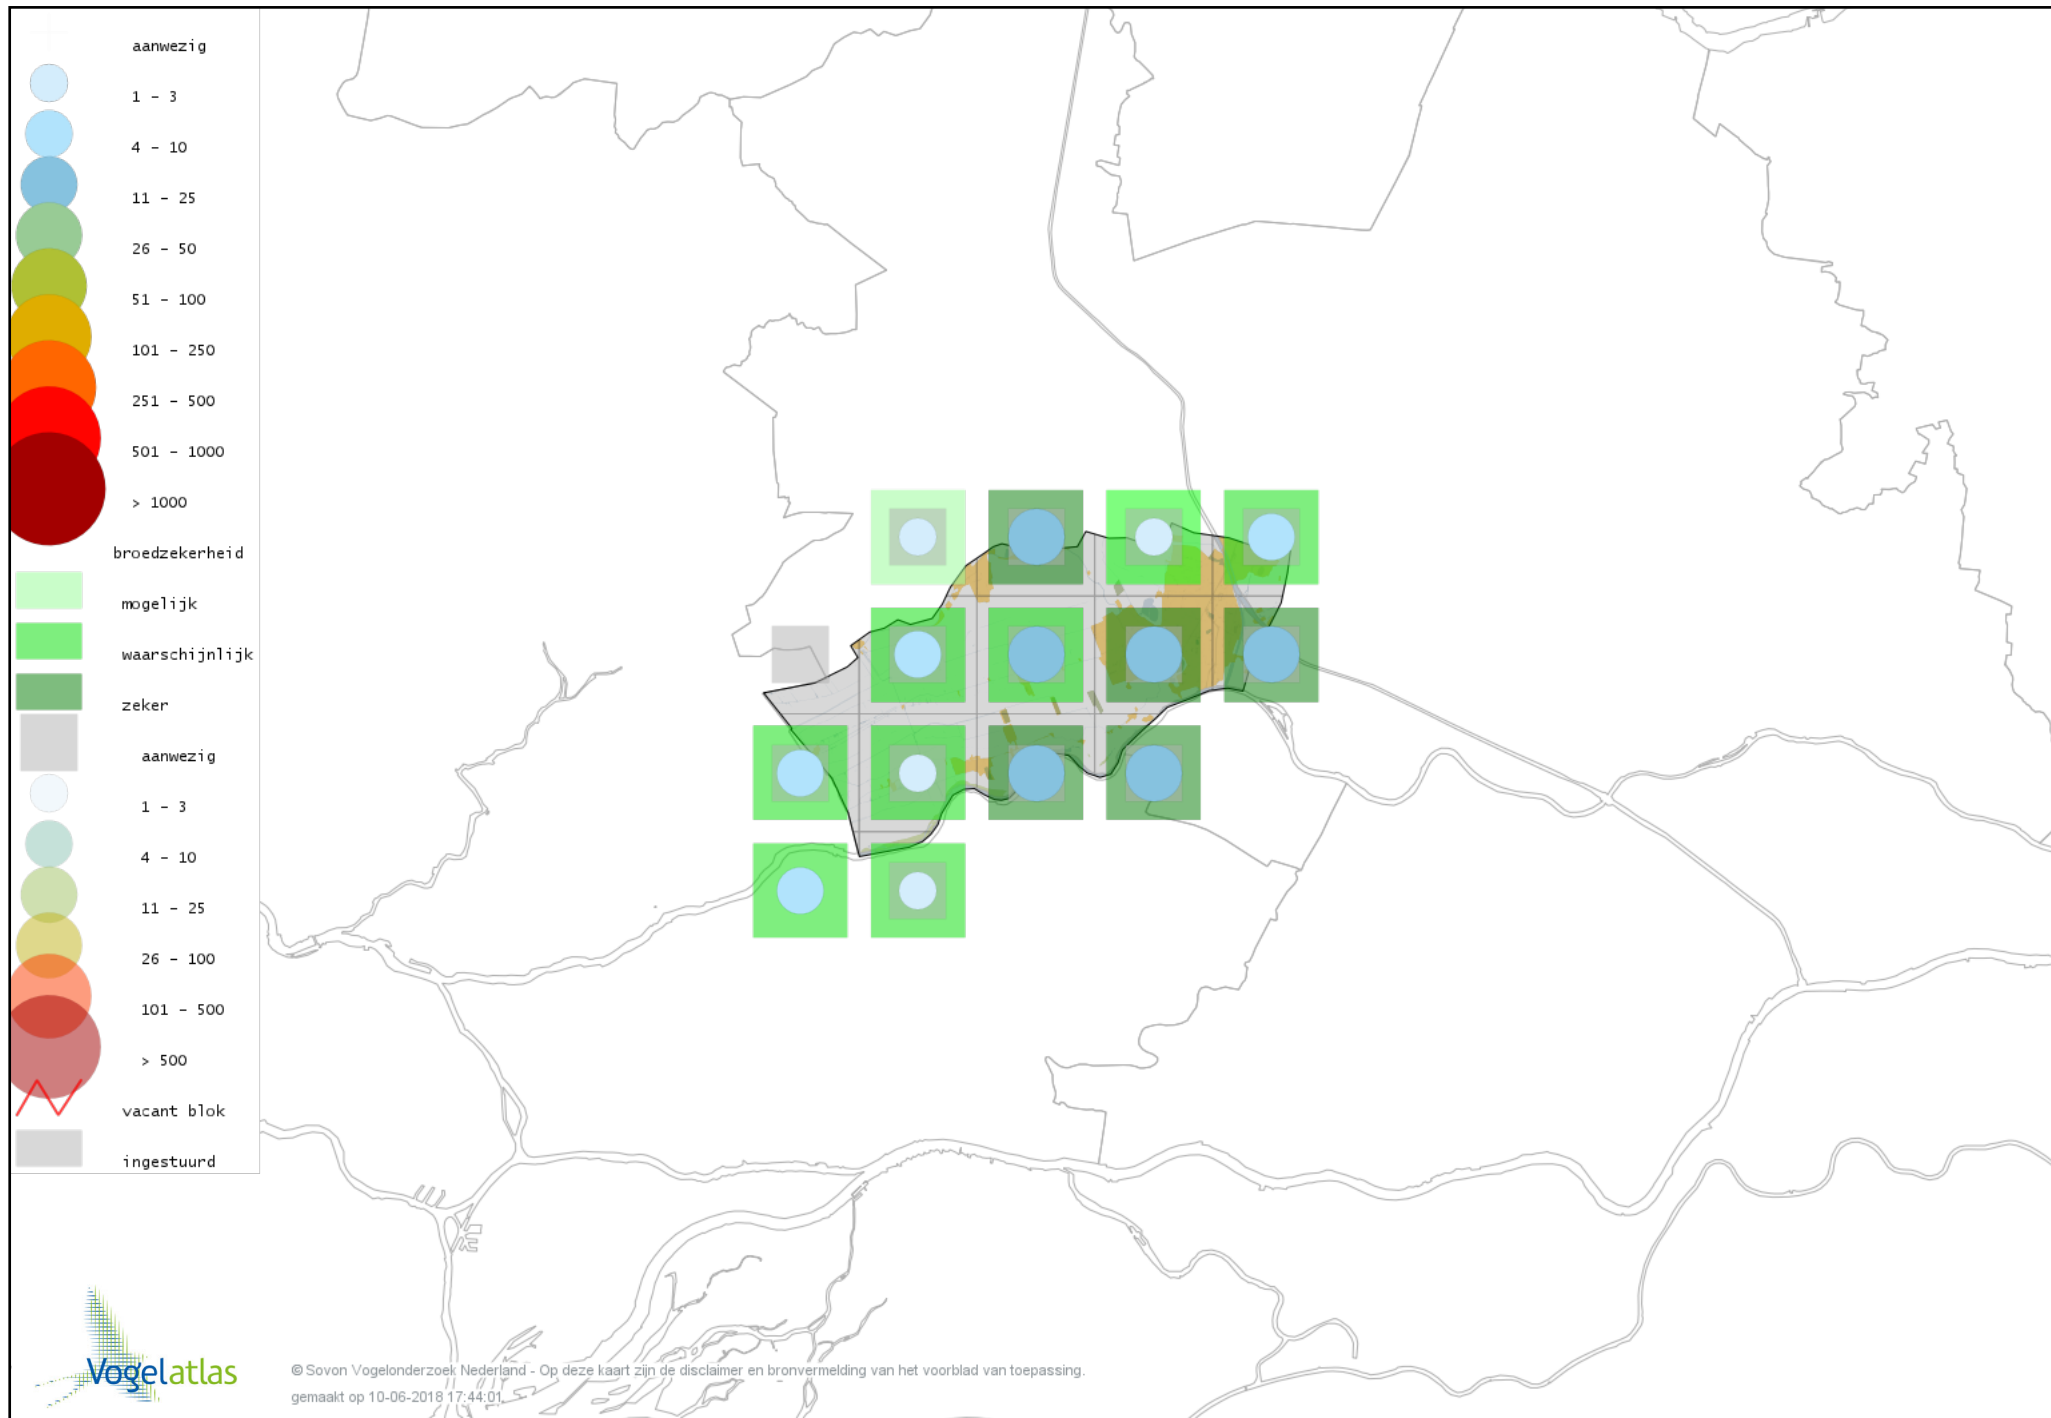 aanwezig
1 - 3
4 - 10
11 - 25
26 - 50
51 - 100
101 - 250
251 - 500
501 - 1000
> 1000
broedzekerheid
mogelijk
waarschijnlijk
zeker
aanwezig
1 - 3
4 - 10
11 - 25
26 - 100
101 - 500
> 500
vacant blok
ingestuurd
Vogelatlas
© Sovon Vogelonderzoek Nederland - Op deze kaart zijn de disclaimer en bronvermelding van het voorblad van toepassing.
gemaakt op 10-06-2018 17:44:01